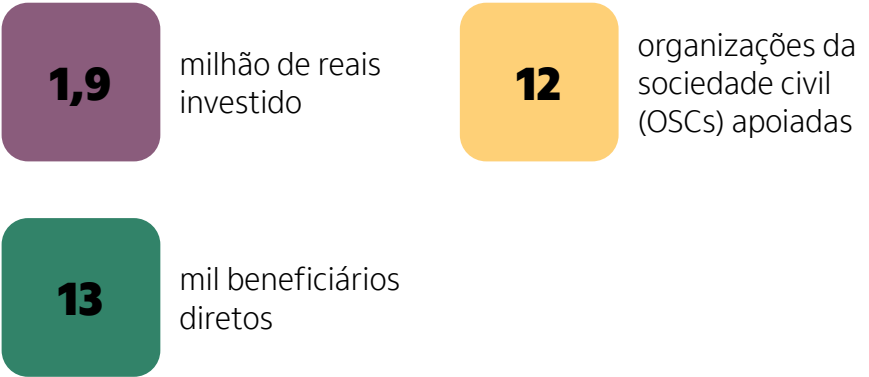 1,9
milhão de reais
investido
12
organizações da
sociedade civil
(OSCs) apoiadas
13
mil beneficiários
diretos